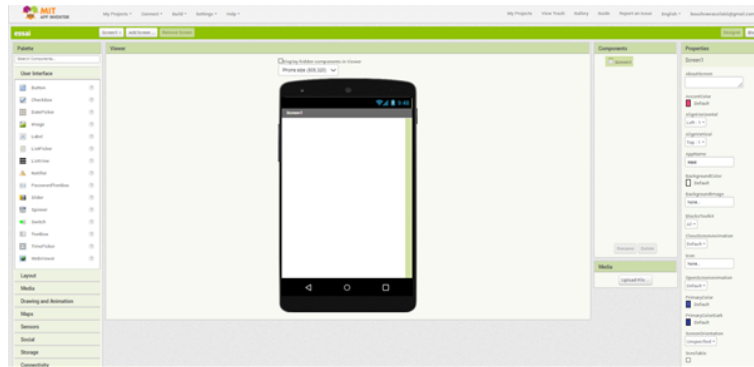 MIT
APP INVENTOR
My Projects
Connect
Build
Settings
Help
My Projects
View Trash
Gallery
Guide
Report an Issue
English
essai
Screen1
Add Screen ...
Remove Screen
Designer
Palette
Viewer
Components
Properties
Search Components...
User Interface
Button
CheckBox
DatePicker
Image
Label
ListPicker
ListView
Notifier
PasswordTextBox
Slider
Spinner
Switch
TextBox
TimePicker
WebViewer
Layout
Media
Drawing and Animation
Maps
Sensors
Social
Storage
Connectivity
Display hidden components in Viewer
Phone size (505,320)
9:48
Screen1
Screen1
Rename
Delete
Media
Upload File ...
Screen1
AboutScreen
AccentColor
Default
AlignHorizontal
Left : 1
AlignVertical
Top : 1
AppName
essai
BackgroundColor
Default
BackgroundImage
None...
BlocksToolkit
All
CloseScreenAnimation
Default
Icon
None...
OpenScreenAnimation
Default
PrimaryColor
Default
PrimaryColorDark
Default
ScreenOrientation
Unspecified
Scrollable